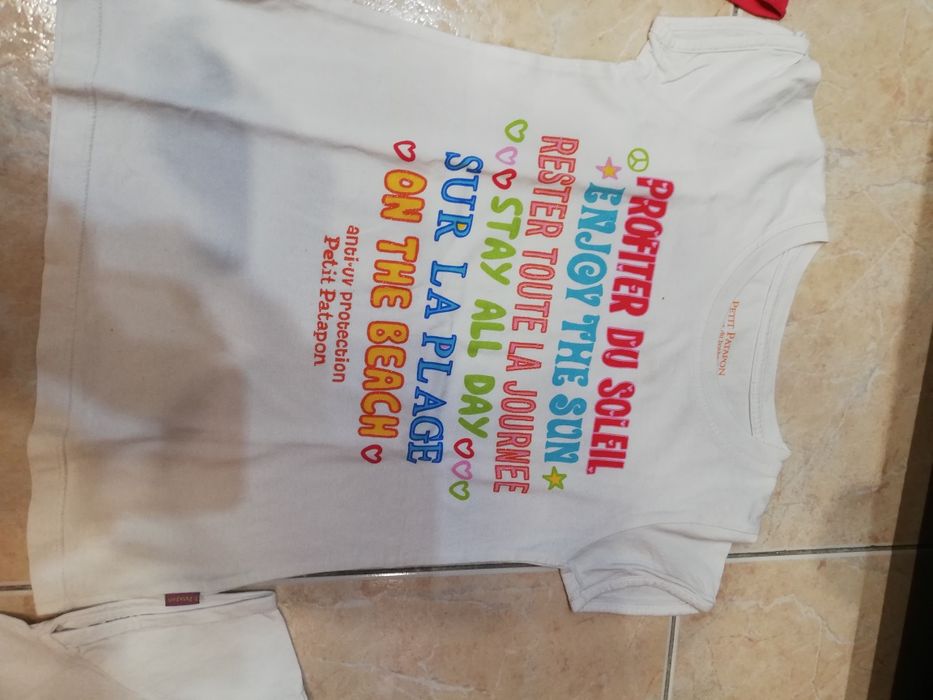 PETIT PATAPON
PROFITER DU SOLEIL
ENJOY THE SUN
RESTER TOUTE LA JOURNEE
STAY ALL DAY
SUR LA PLAGE
ON THE BEACH
anti-UV protection
Petit Patapon